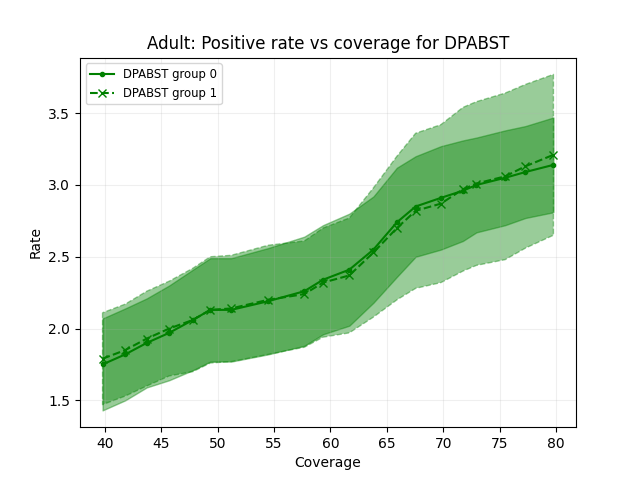 Adult: Positive rate vs coverage for DPABST
DPABST group 0
DPABST group 1
3.5
3.0
2.5
2.0
1.5
Rate
40 45 50 55 60 65 70 75 80
Coverage